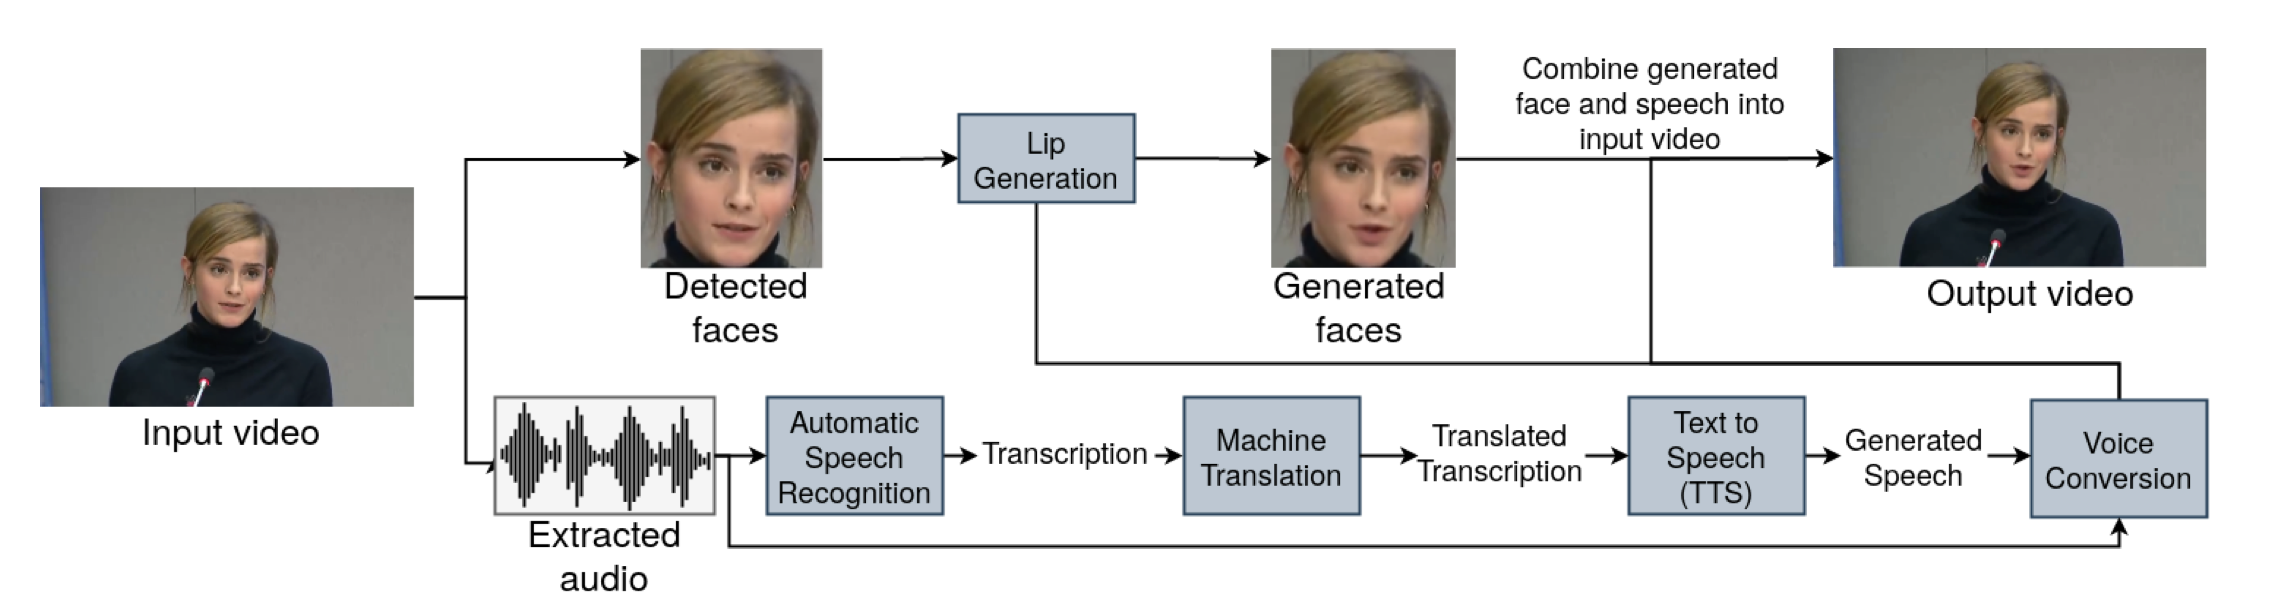 Combine generated
face and speech into
input video
Lip
Generation
Detected
faces
Generated
faces
Output video
Input video
Automatic
Speech
Recognition
Transcription
Machine
Translation
Translated
Transcription
Text to
Speech
(TTS)
Generated
Speech
Voice
Conversion
Extracted
audio